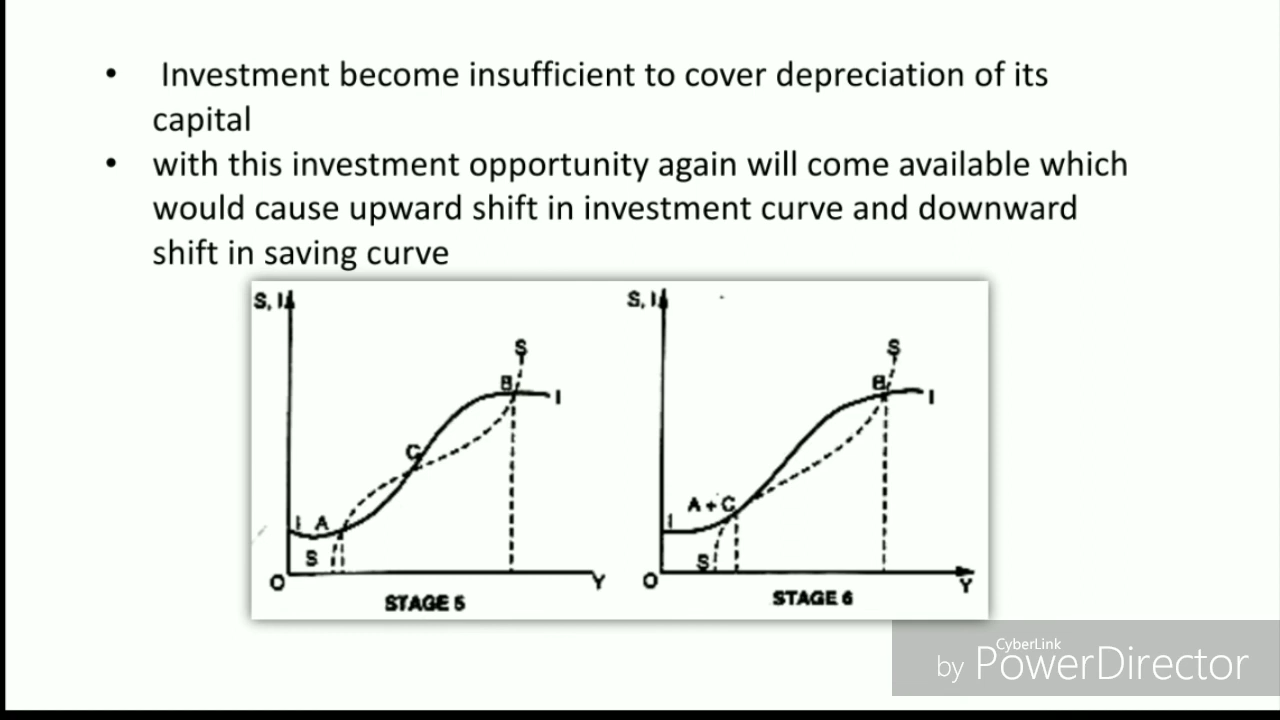 • Investment become insufficient to cover depreciation of its
capital
• with this investment opportunity again will come available which
would cause upward shift in investment curve and downward
shift in saving curve
S, I
S
B
I
C
I A
S
O
Y
STAGE 5
S, I
S
B
I
A + C
I
S
O
Y
STAGE 6
CyberLink
by PowerDirector